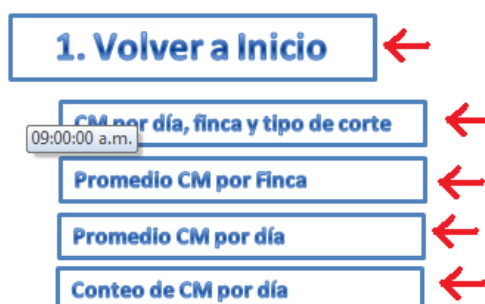 1. Volver a Inicio
CM por día, finca y tipo de corte
09:00:00 a.m.
Promedio CM por Finca
Promedio CM por día
Conteo de CM por día